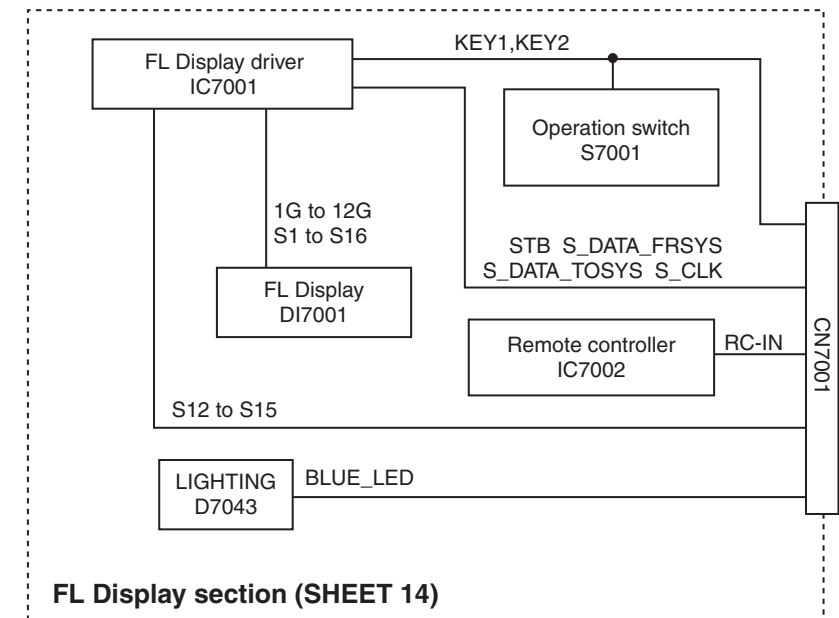 KEY1,KEY2
FL Display driver
IC7001
Operation switch
S7001
1G to 12G
S1 to S16
STB S_DATA_FRSYS
S_DATA_TOSYS S_CLK
FL Display
DI7001
Remote controller
IC7002
RC-IN
CN7001
S12 to S15
LIGHTING
D7043
BLUE_LED
FL Display section (SHEET 14)